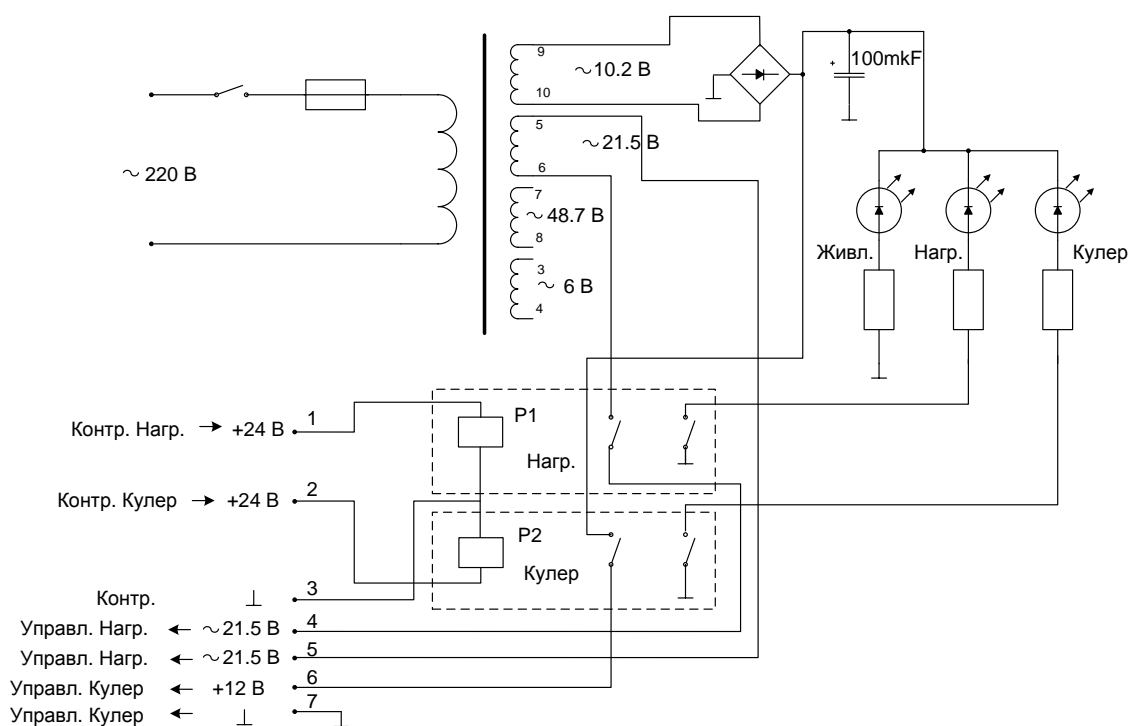 9
~10.2 В
10
100mkF
+
5
~21.5 В
6
~ 220 В
7
~48.7 В
8
3
~ 6 В
4
Живл.
Нагр.
Кулер
Контр. Нагр. → +24 В 1
P1
Нагр.
Контр. Кулер → +24 В 2
P2
Кулер
Контр. ⊥ 3
Управл. Нагр. ← ~21.5 В 4
Управл. Нагр. ← ~21.5 В 5
Управл. Кулер ← +12 В 6
Управл. Кулер ← ⊥ 7